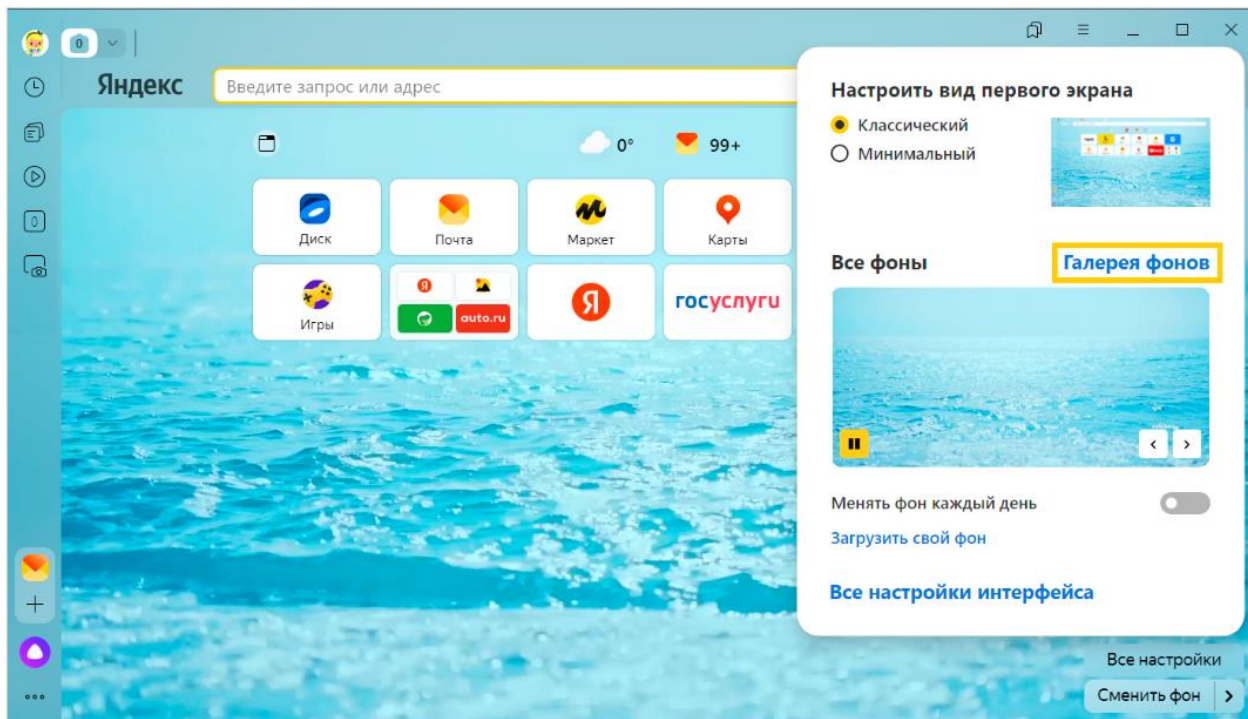 0
Яндекс
Введите запрос или адрес
0
0°
99+
Диск
Почта
Маркет
Карты
Игры
Я
auto.ru
Я
госуслуги
Настроить вид первого экрана
Классический
Минимальный
Все фоны
Галерея фонов
Менять фон каждый день
Загрузить свой фон
Все настройки интерфейса
Все настройки
Сменить фон